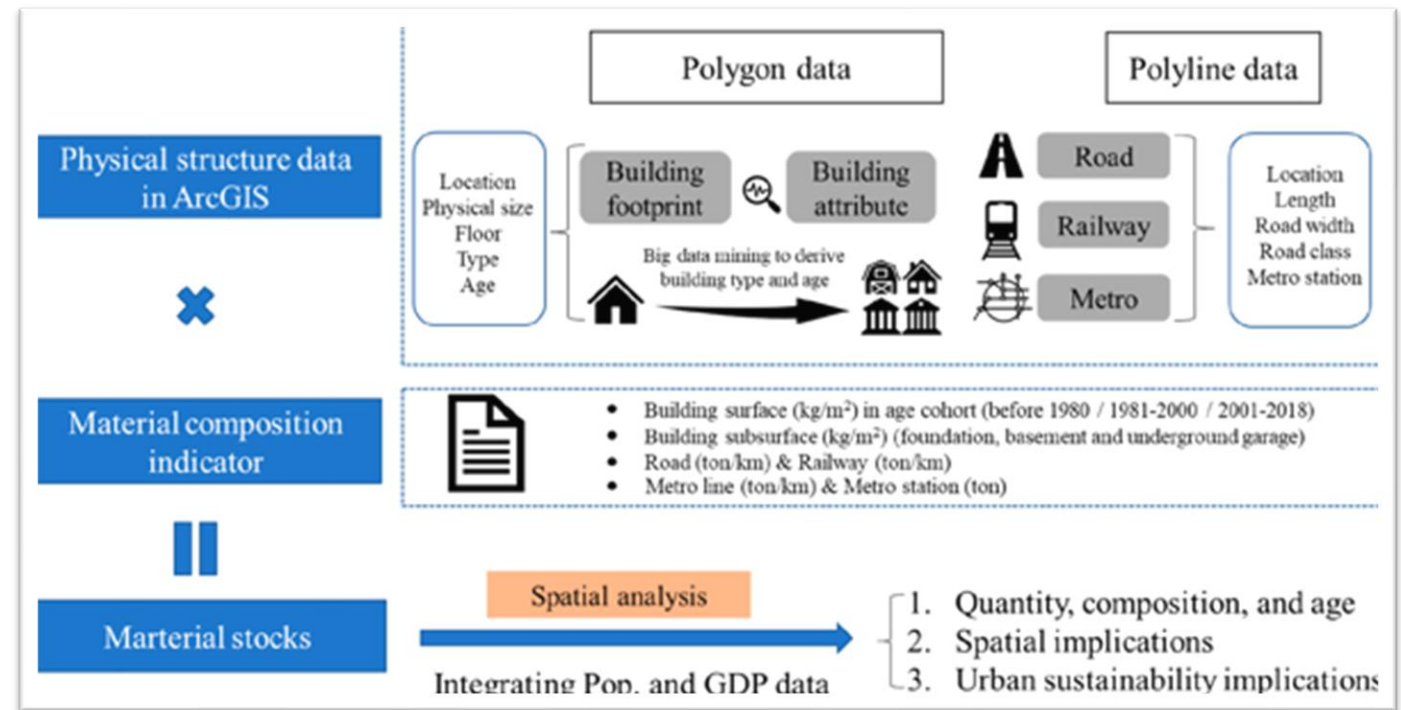 Polygon data
Polyline data
Physical structure data
in ArcGIS
Location
Physical size
Floor
Type
Age
Building
footprint
Building
attribute
Big data mining to derive
building type and age
Road
Railway
Metro
Location
Length
Road width
Road class
Metro station
Material composition
indicator
• Building surface (kg/m²) in age cohort (before 1980 / 1981-2000 / 2001-2018)
• Building subsurface (kg/m²) (foundation, basement and underground garage)
• Road (ton/km) & Railway (ton/km)
• Metro line (ton/km) & Metro station (ton)
Marterial stocks
Spatial analysis
Integrating Pop. and GDP data
1. Quantity, composition, and age
2. Spatial implications
3. Urban sustainability implications